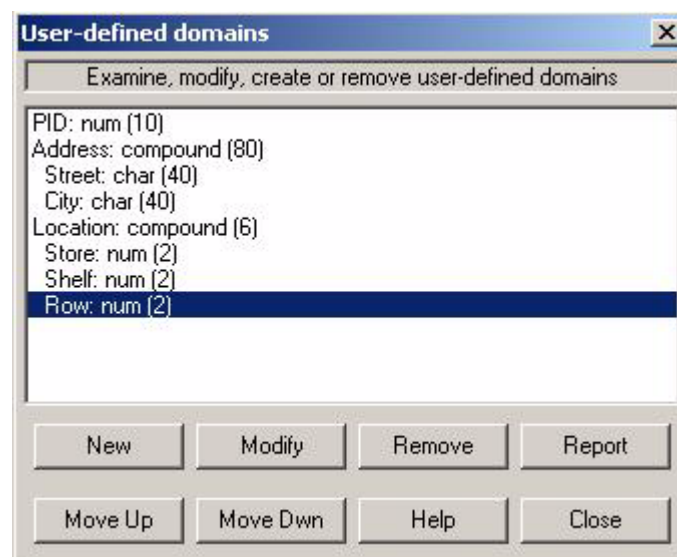 User-defined domains
Examine, modify, create or remove user-defined domains
PID: num (10)
Address: compound (80)
Street: char (40)
City: char (40)
Location: compound (6)
Store: num (2)
Shelf: num (2)
Row: num (2)
New Modify Remove Report
Move Up Move Dwn Help Close